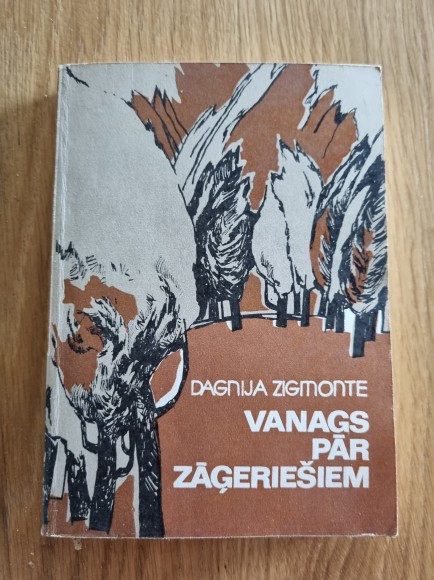 DAGNIJA ZIGMONTE
VANAGS
PĀR
ZĀĢERIEŠIEM